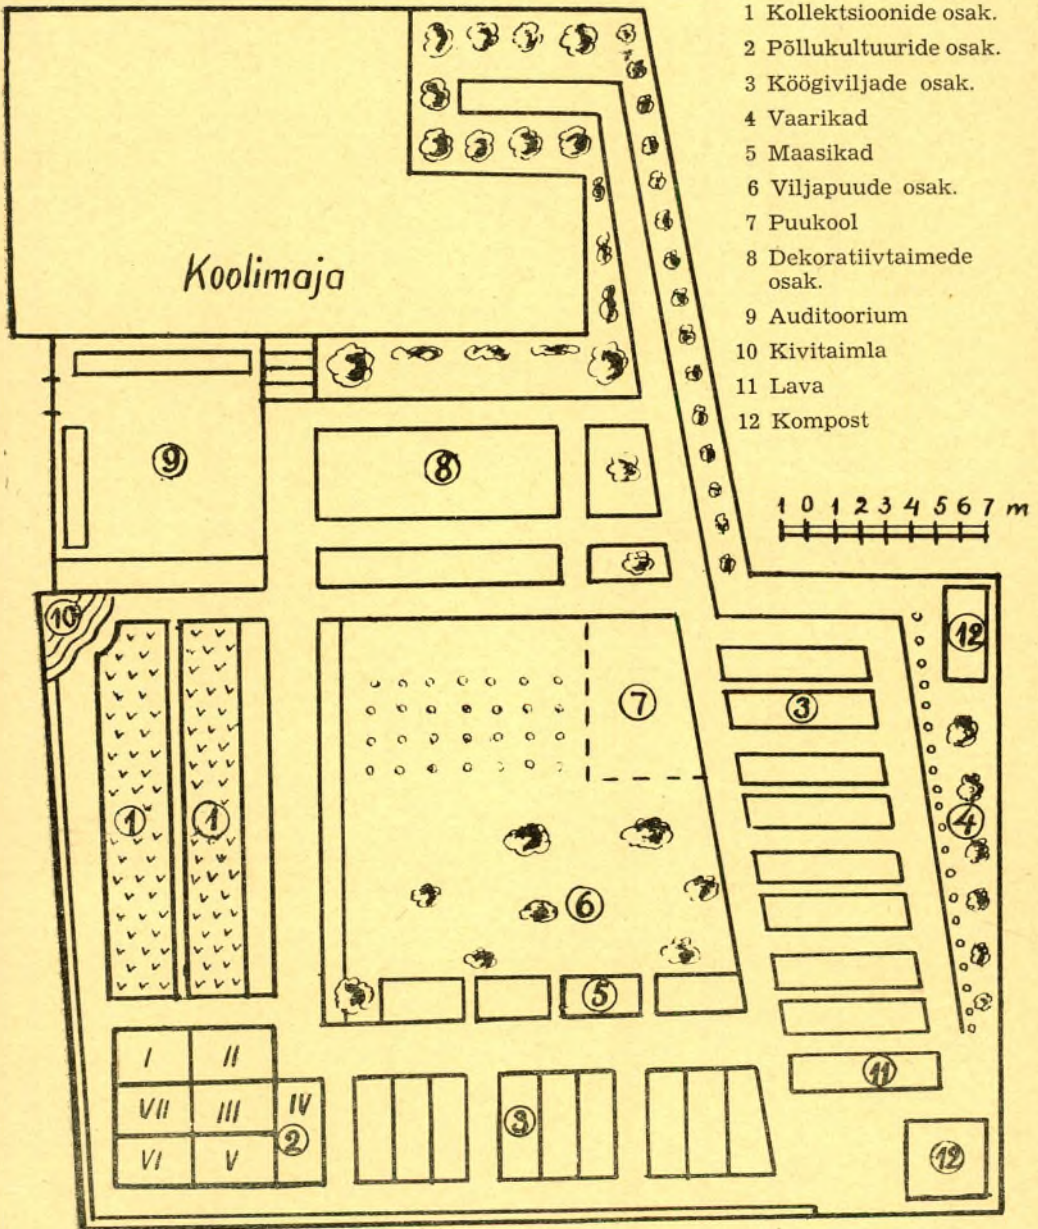 1 Kollektsioonide osak.
2 Põllukultuuride osak.
3 Köögiviljade osak.
4 Vaarikad
5 Maasikad
6 Viljapuude osak.
7 Puukool
8 Dekoratiivtaimede
osak.
9 Auditoorium
10 Kivitaimla
11 Lava
12 Kompost
Koolimaja
9
8
1 0 1 2 3 4 5 6 7 m
10
12
7
3
1 1
4
6
5
I II
11
VII III IV
3
2
VI V
12